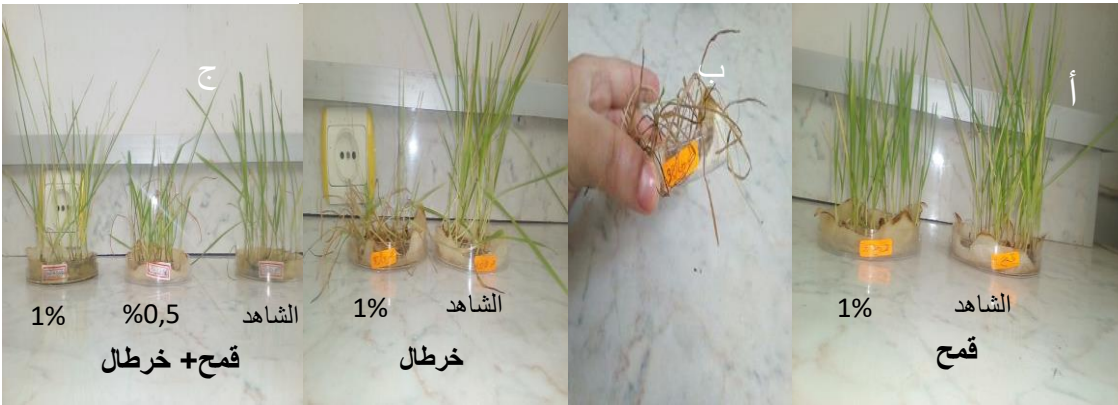 أ
الشاهد
1%
قمح
ب
الشاهد
1%
خرطال
ج
الشاهد
%0,5
1%
قمح+ خرطال